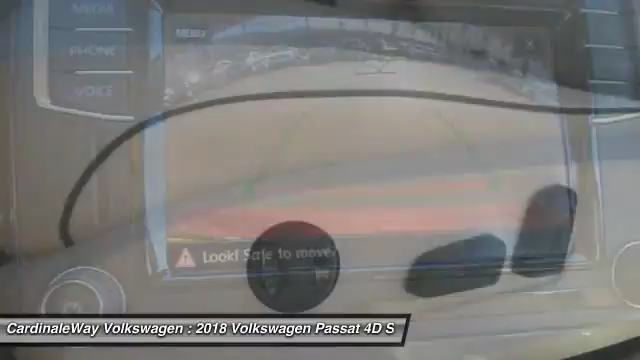 MEDIA
MENU
PHONE
VOICE
Look! Safe to move?
CardinaleWay Volkswagen : 2018 Volkswagen Passat 4D S